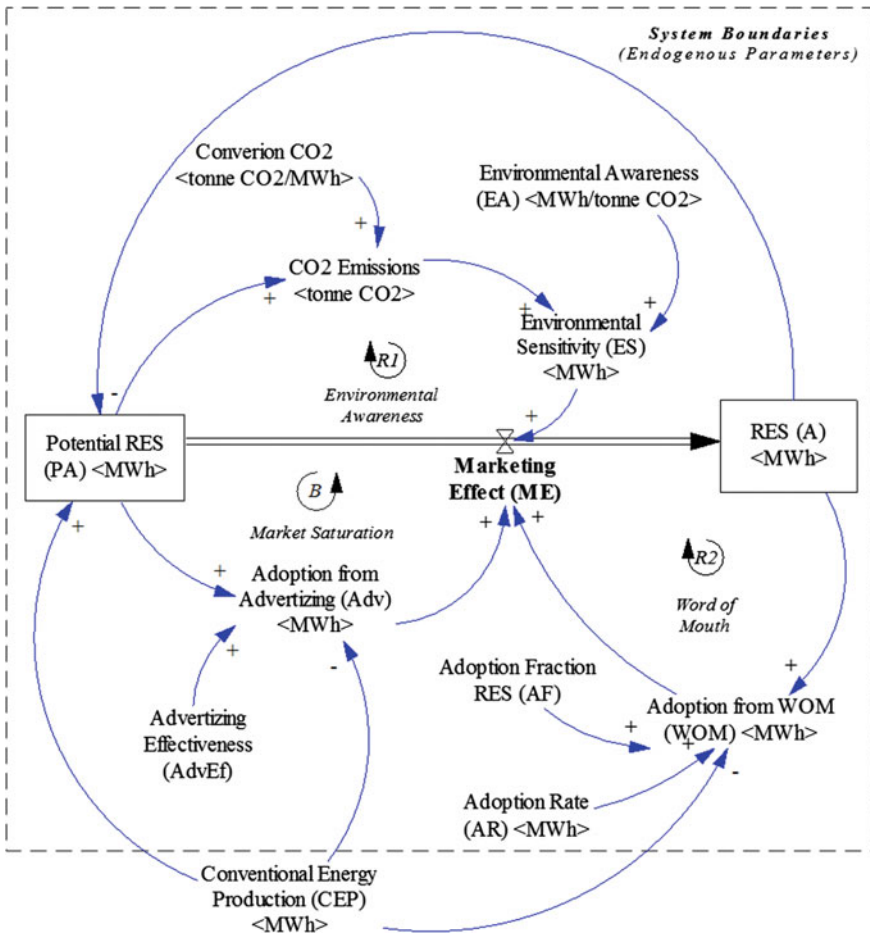 System Boundaries
(Endogenous Parameters)
Converion CO2
<tonne CO2/MWh>
Environmental Awareness
(EA) <MWh/tonne CO2>
+
CO2 Emissions
<tonne CO2>
+
+
+
Environmental
Sensitivity (ES)
<MWh>
R1
Environmental
Awareness
-
+
Potential RES
(PA) <MWh>
RES (A)
<MWh>
Marketing
Effect (ME)
B
Market Saturation
+
+
+
R2
Word of
Mouth
+
Adoption from
Advertizing (Adv)
<MWh>
+
-
Adoption Fraction
RES (AF)
+
Adoption from WOM
(WOM) <MWh>
+
+
-
Advertizing
Effectiveness
(AdvEf)
Adoption Rate
(AR) <MWh>
Conventional Energy
Production (CEP)
<MWh>